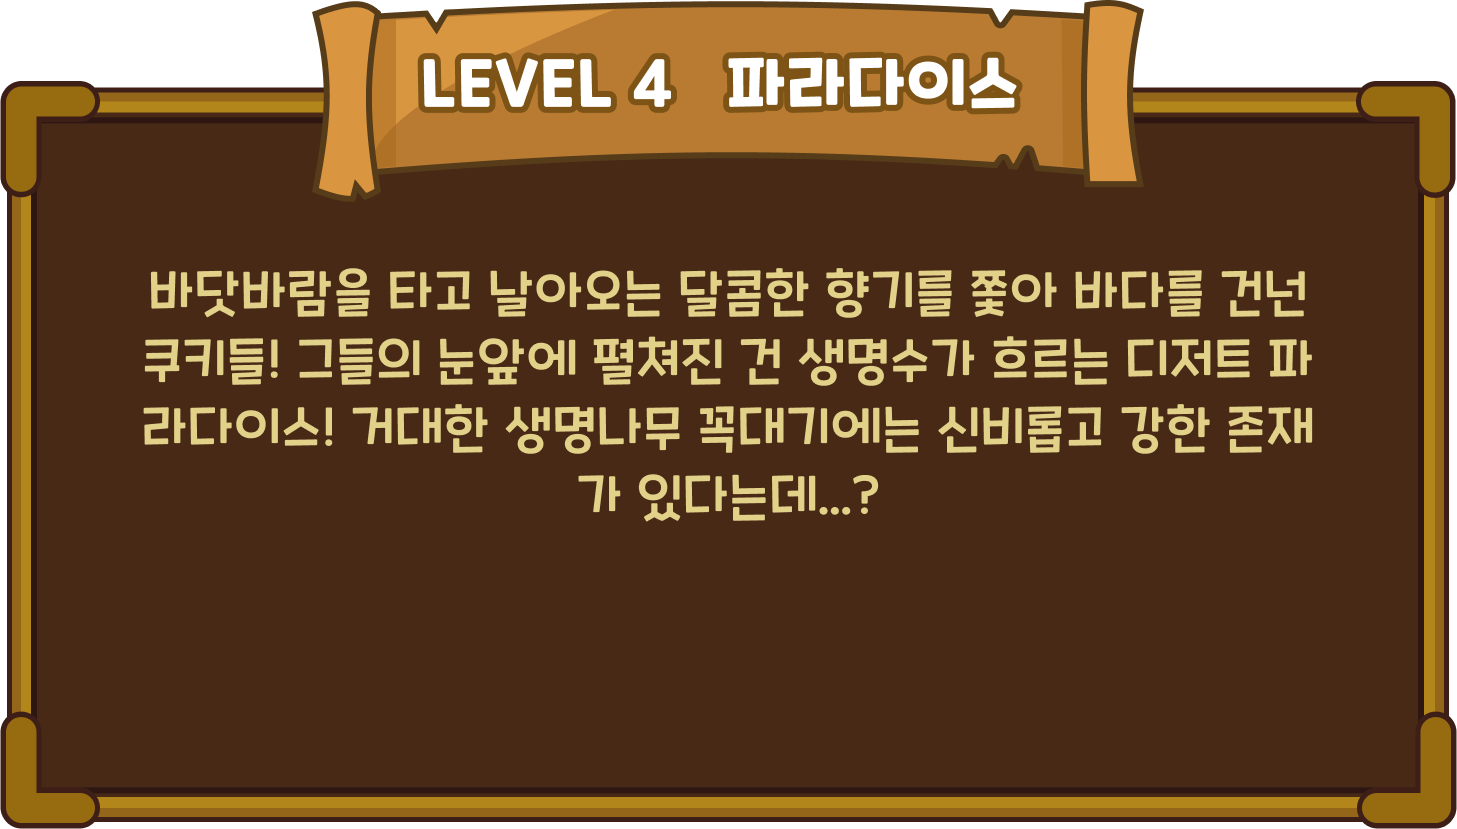 LEVEL 4 파라다이스
바닷바람을 타고 날아오는 달콤한 향기를 쫓아 바다를 건넌
쿠키들! 그들의 눈앞에 펼쳐진 건 생명수가 흐르는 디저트 파
라다이스! 거대한 생명나무 꼭대기에는 신비롭고 강한 존재
가 있다는데...?